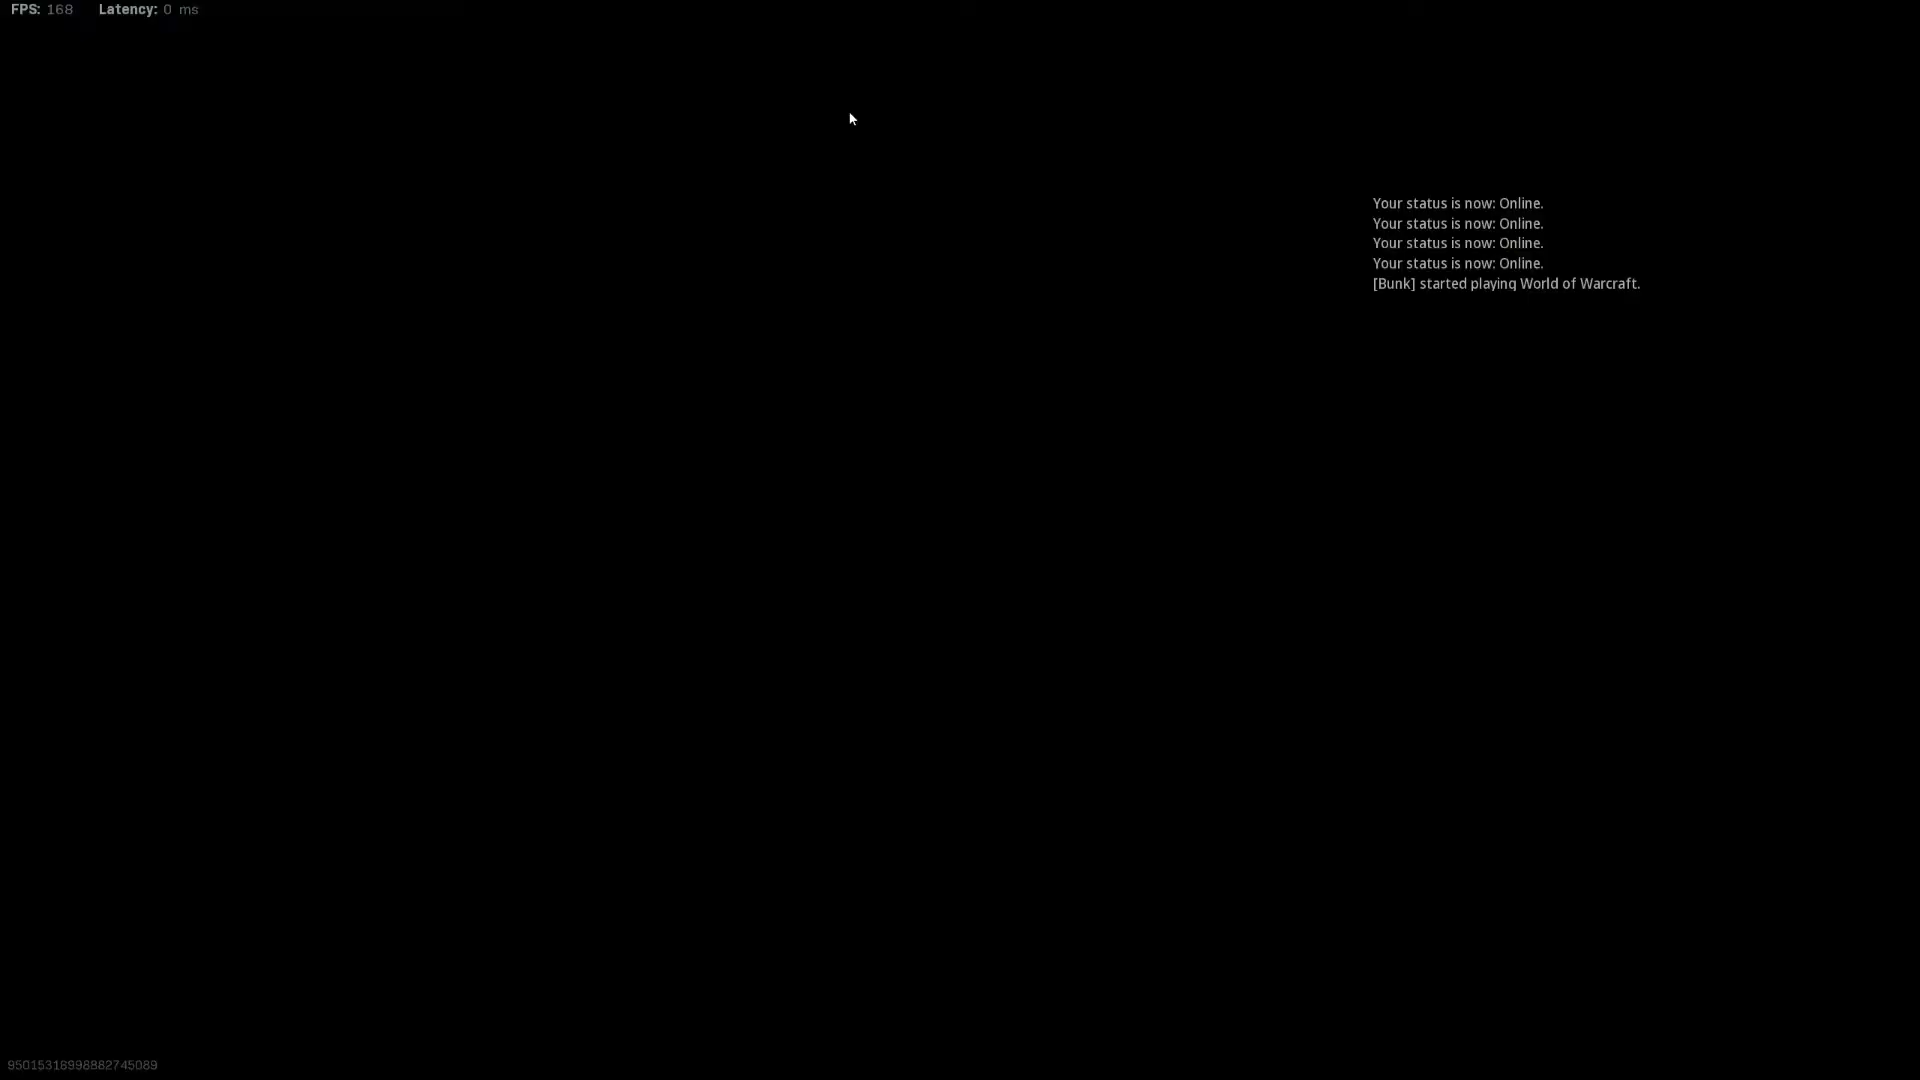 FPS: 168 Latency: 0 ms
Your status is now: Online.
Your status is now: Online.
Your status is now: Online.
Your status is now: Online.
[Bunk] started playing World of Warcraft.
95015316998882745089